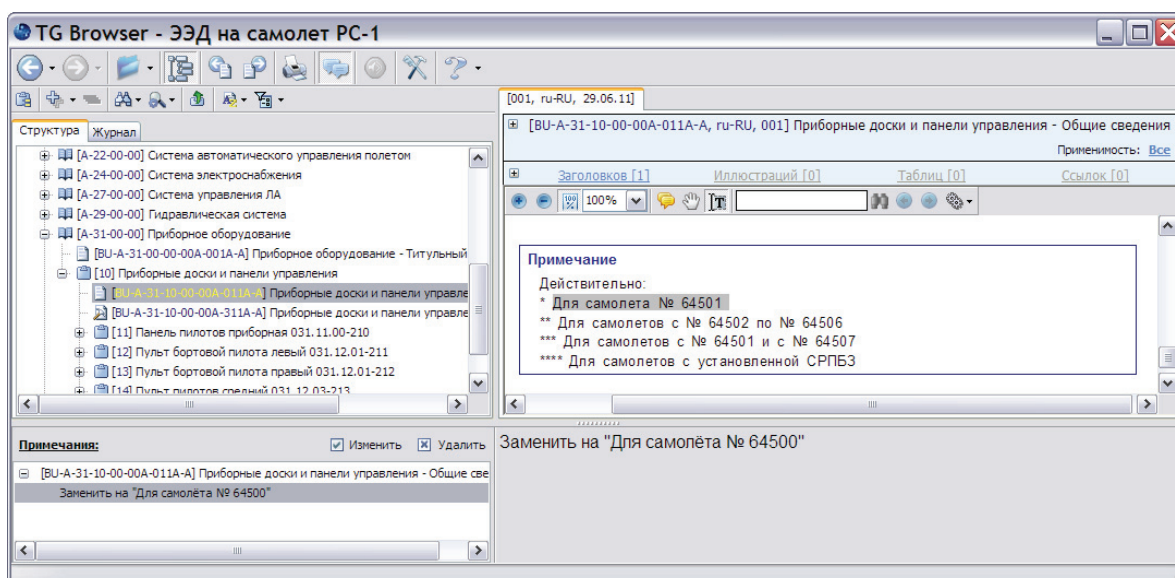 TG Browser - ЭЭД на самолет РС-1
Структура Журнал
[A-22-00-00] Система автоматического управления полетом
[A-24-00-00] Система электроснабжения
[A-27-00-00] Система управления ЛА
[A-29-00-00] Гидравлическая система
[A-31-00-00] Приборное оборудование
[BU-A-31-00-00-00A-001A-A] Приборное оборудование - Титульный
[10] Приборные доски и панели управления
[BU-A-31-10-00-00A-011A-A] Приборные доски и панели управле
[BU-A-31-10-00-00A-311A-A] Приборные доски и панели управле
[11] Панель пилотов приборная 031.11.00-210
[12] Пульт бортовой пилота левый 031.12.01-211
[13] Пульт бортовой пилота правый 031.12.01-212
[14] Пульт пилотов средний 031.12.03-213
[001, ru-RU, 29.06.11]
[BU-A-31-10-00-00A-011A-A, ru-RU, 001] Приборные доски и панели управления - Общие сведения
Применимость: Все
Заголовков [1] Иллюстраций [0] Таблиц [0] Ссылок [0]
100 100% T
Примечание
Действительно:
* Для самолета № 64501
** Для самолетов с № 64502 по № 64506
*** Для самолетов с № 64501 и с № 64507
**** Для самолетов с установленной СРПБЗ
Примечания: Изменить Удалить
[BU-A-31-10-00-00A-011A-A] Приборные доски и панели управления - Общие све
Заменить на "Для самолёта № 64500"
Заменить на "Для самолёта № 64500"